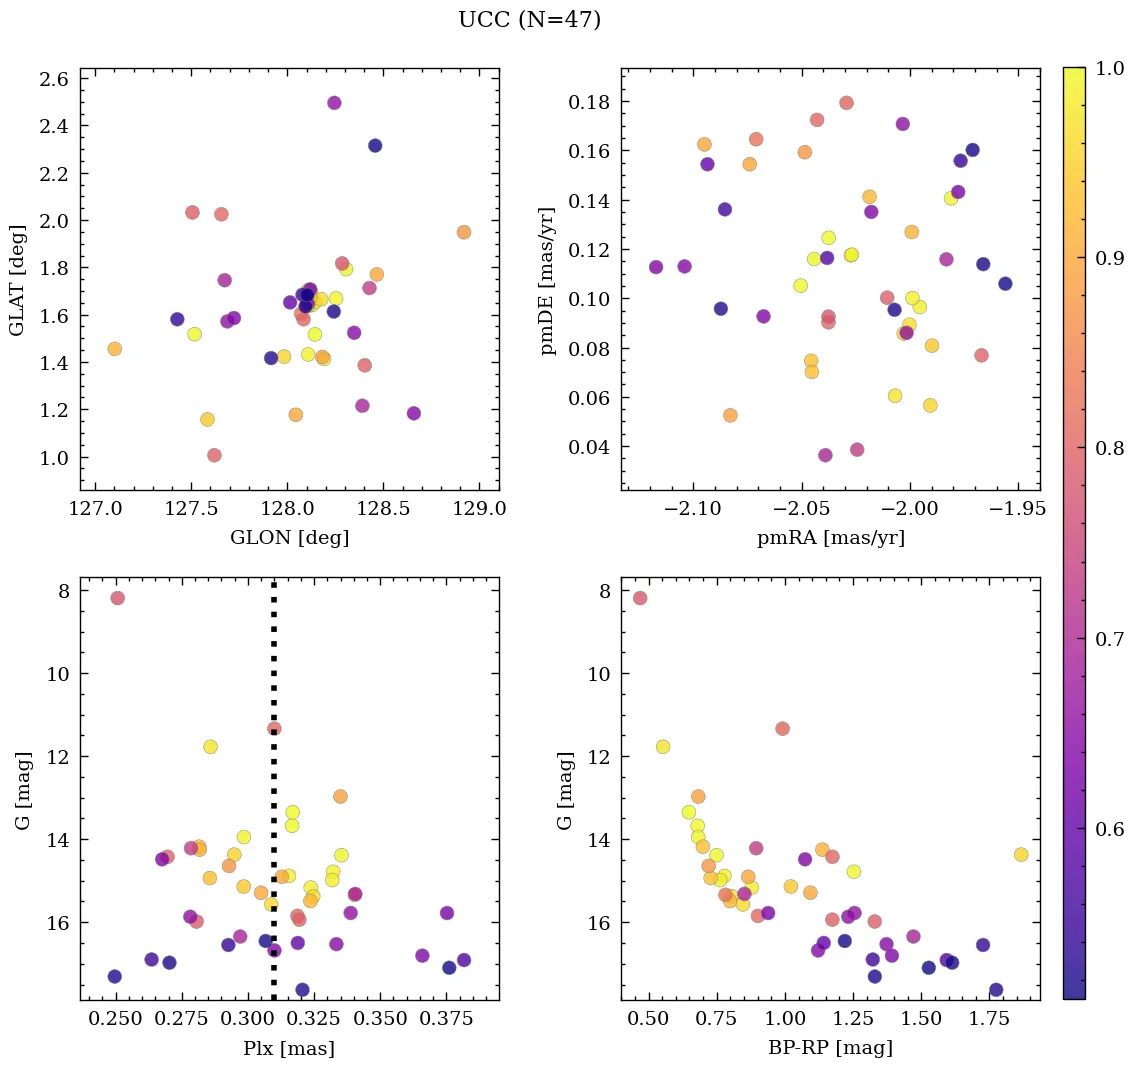 UCC (N=47)
2.6
2.4
2.2
2.0
1.8
1.6
1.4
1.2
1.0
GLAT [deg]
127.0 127.5 128.0 128.5 129.0
GLON [deg]
0.18
0.16
0.14
0.12
0.10
0.08
0.06
0.04
pmDE [mas/yr]
−2.10 −2.05 −2.00 −1.95
pmRA [mas/yr]
8
10
12
14
16
G [mag]
0.250 0.275 0.300 0.325 0.350 0.375
Plx [mas]
8
10
12
14
16
G [mag]
0.50 0.75 1.00 1.25 1.50 1.75
BP-RP [mag]
1.0
0.9
0.8
0.7
0.6